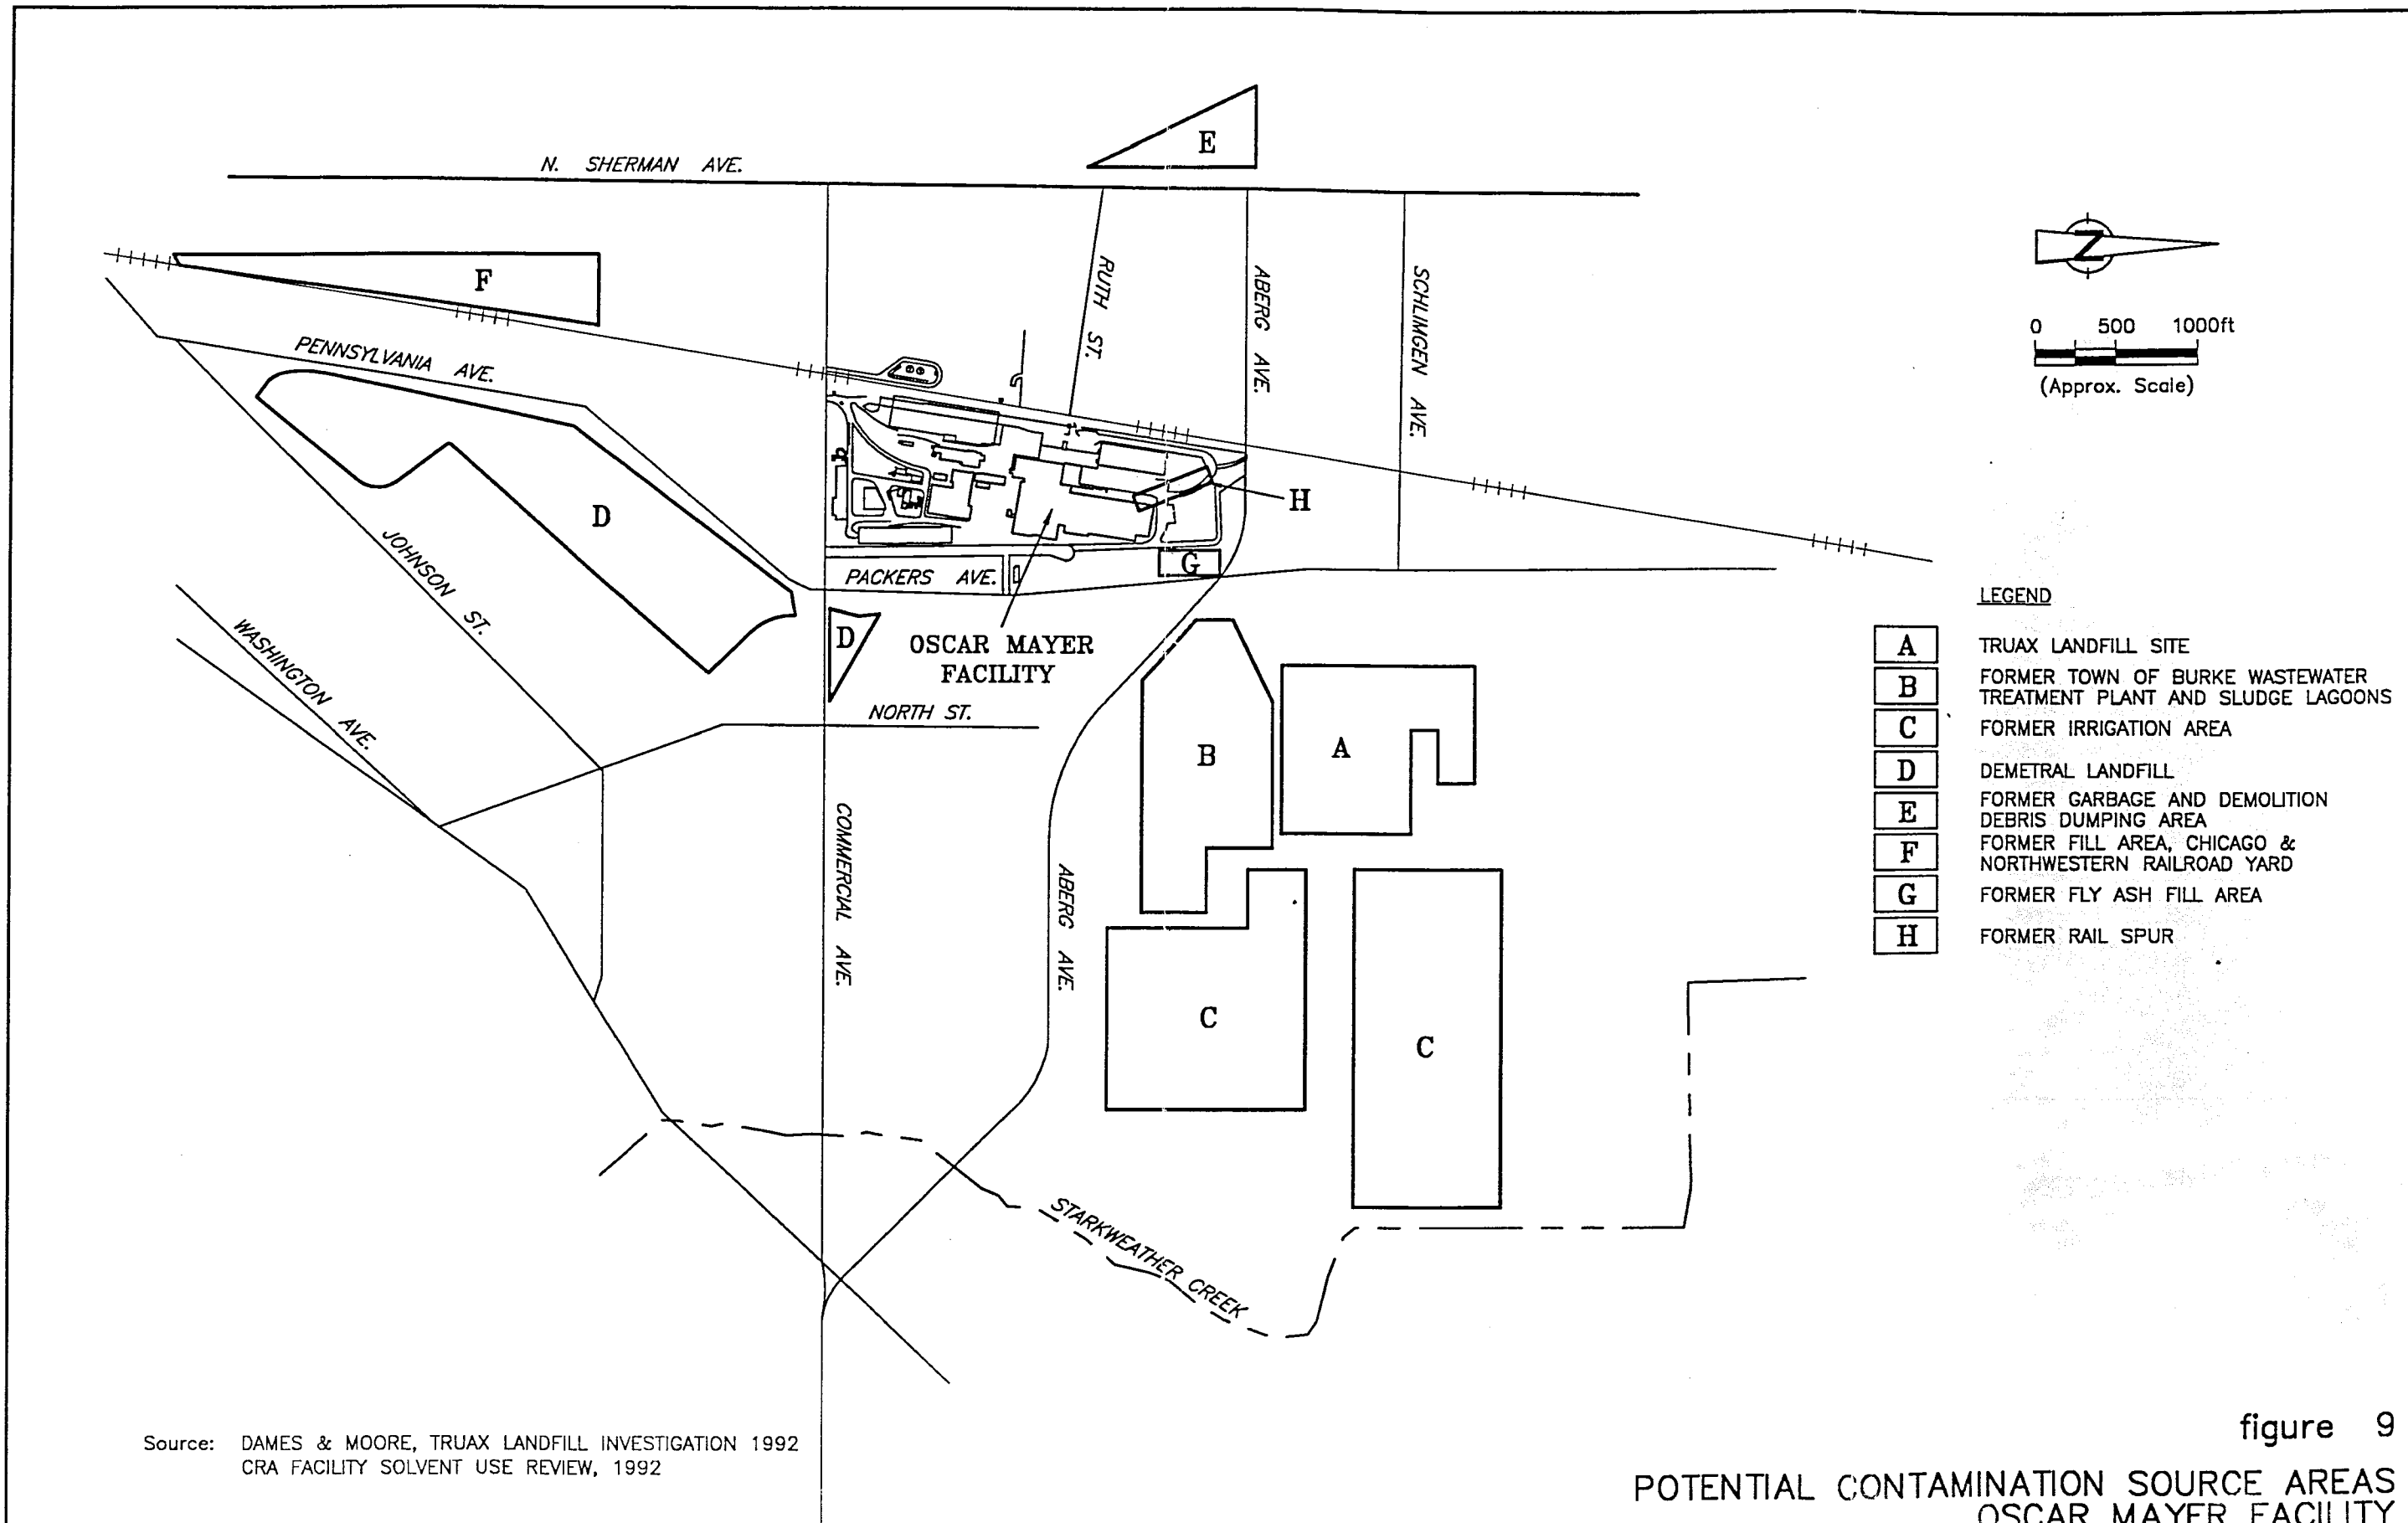 E
N. SHERMAN AVE.
F
RUTH ST.
ABERG AVE.
SCHLIMGEN AVE.
Z
0 500 1000ft
(Approx. Scale)
PENNSYLVANIA AVE.
H
D
JOHNSON ST.
G
PACKERS AVE.
WASHINGTON AVE.
D
OSCAR MAYER
FACILITY
NORTH ST.
B
A
COMMERCIAL AVE.
ABERG AVE.
C
C
STARKWEATHER CREEK
LEGEND
A TRUAX LANDFILL SITE
B FORMER TOWN OF BURKE WASTEWATER
TREATMENT PLANT AND SLUDGE LAGOONS
C FORMER IRRIGATION AREA
D DEMETRAL LANDFILL
E FORMER GARBAGE AND DEMOLITION
DEBRIS DUMPING AREA
F FORMER FILL AREA, CHICAGO &
NORTHWESTERN RAILROAD YARD
G FORMER FLY ASH FILL AREA
H FORMER RAIL SPUR
Source: DAMES & MOORE, TRUAX LANDFILL INVESTIGATION 1992
CRA FACILITY SOLVENT USE REVIEW, 1992
figure 9
POTENTIAL CONTAMINATION SOURCE AREAS
OSCAR MAYER FACILITY